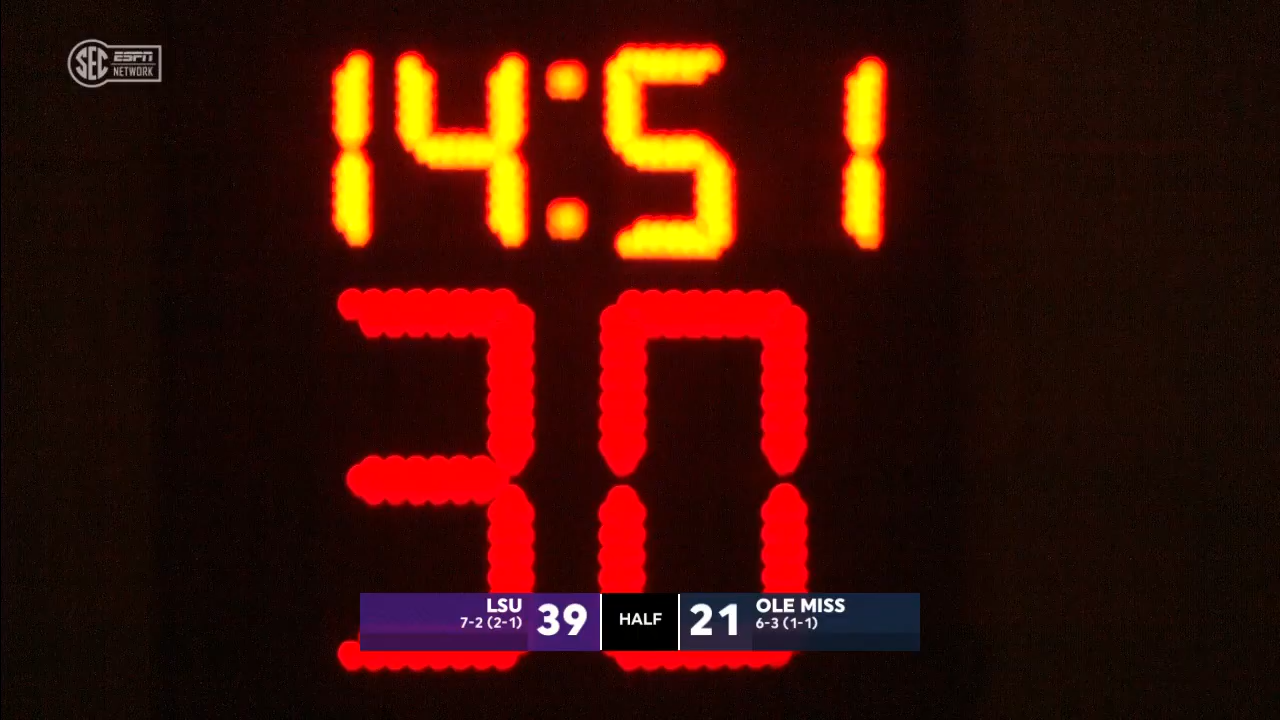 SEC ESPN
NETWORK
14:51
30
LSU 39 HALF 21 OLE MISS
7-2 (2-1) 6-3 (1-1)